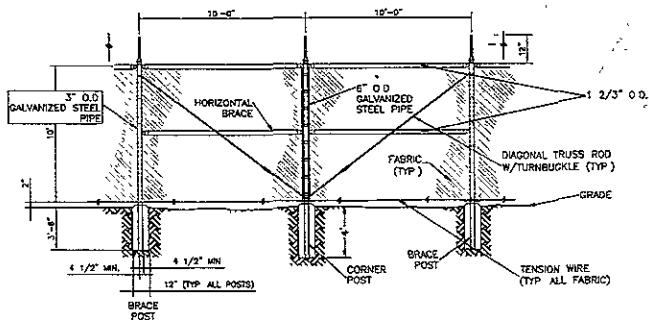 10'-0"
10'-0"
12"
3" O.D
GALVANIZED STEEL
PIPE
10'
HORIZONTAL
BRACE
6" O.D
GALVANIZED
STEEL PIPE
1 2/3" O.D.
DIAGONAL TRUSS ROD
W/TURNBUCKLE (TYP )
FABRIC
(TYP )
GRADE
2"
3'-6"
4'
4 1/2" MIN.
4 1/2" MIN
12" (TYP ALL POSTS)
BRACE
POST
CORNER
POST
BRACE
POST
TENSION WIRE
(TYP ALL FABRIC)